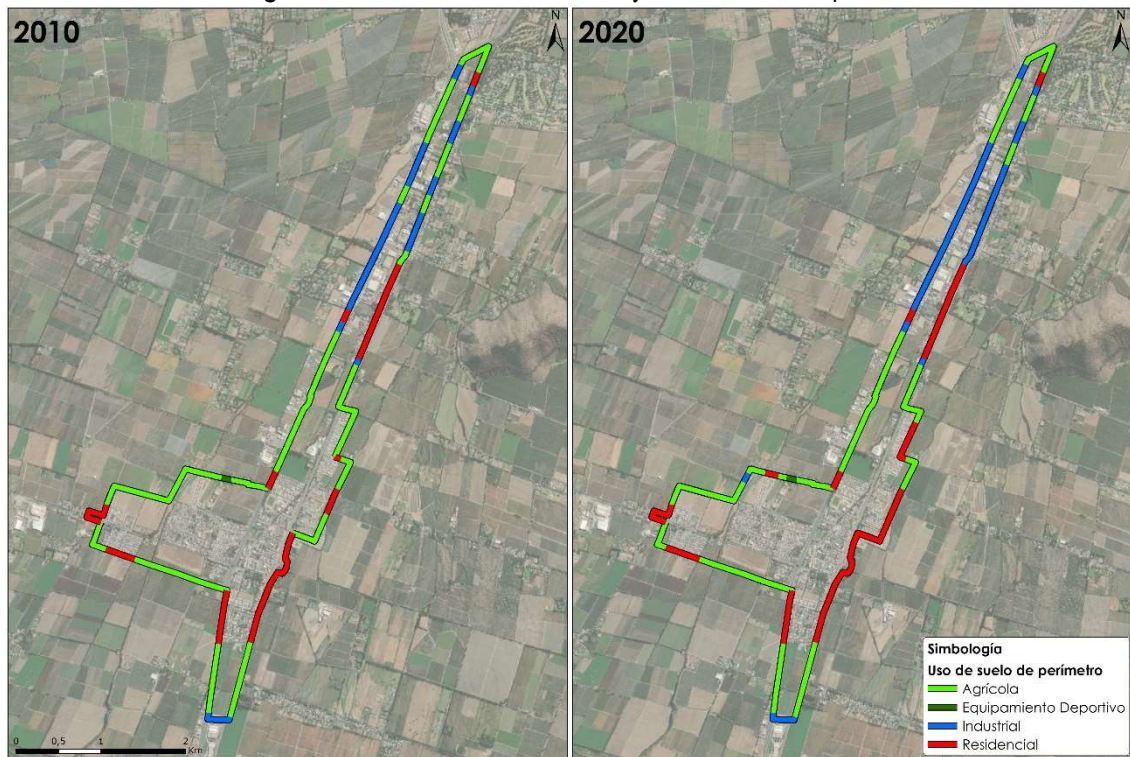 2010
N
0 0,5 1 2
Km
2020
N
Simbología
Uso de suelo de perímetro
Agrícola
Equipamiento Deportivo
Industrial
Residencial